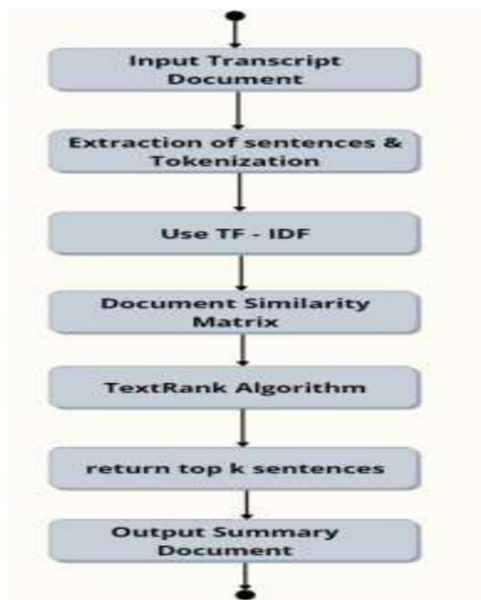 Input Transcript
Document
Extraction of sentences &
Tokenization
Use TF - IDF
Document Similarity
Matrix
TextRank Algorithm
return top k sentences
Output Summary
Document